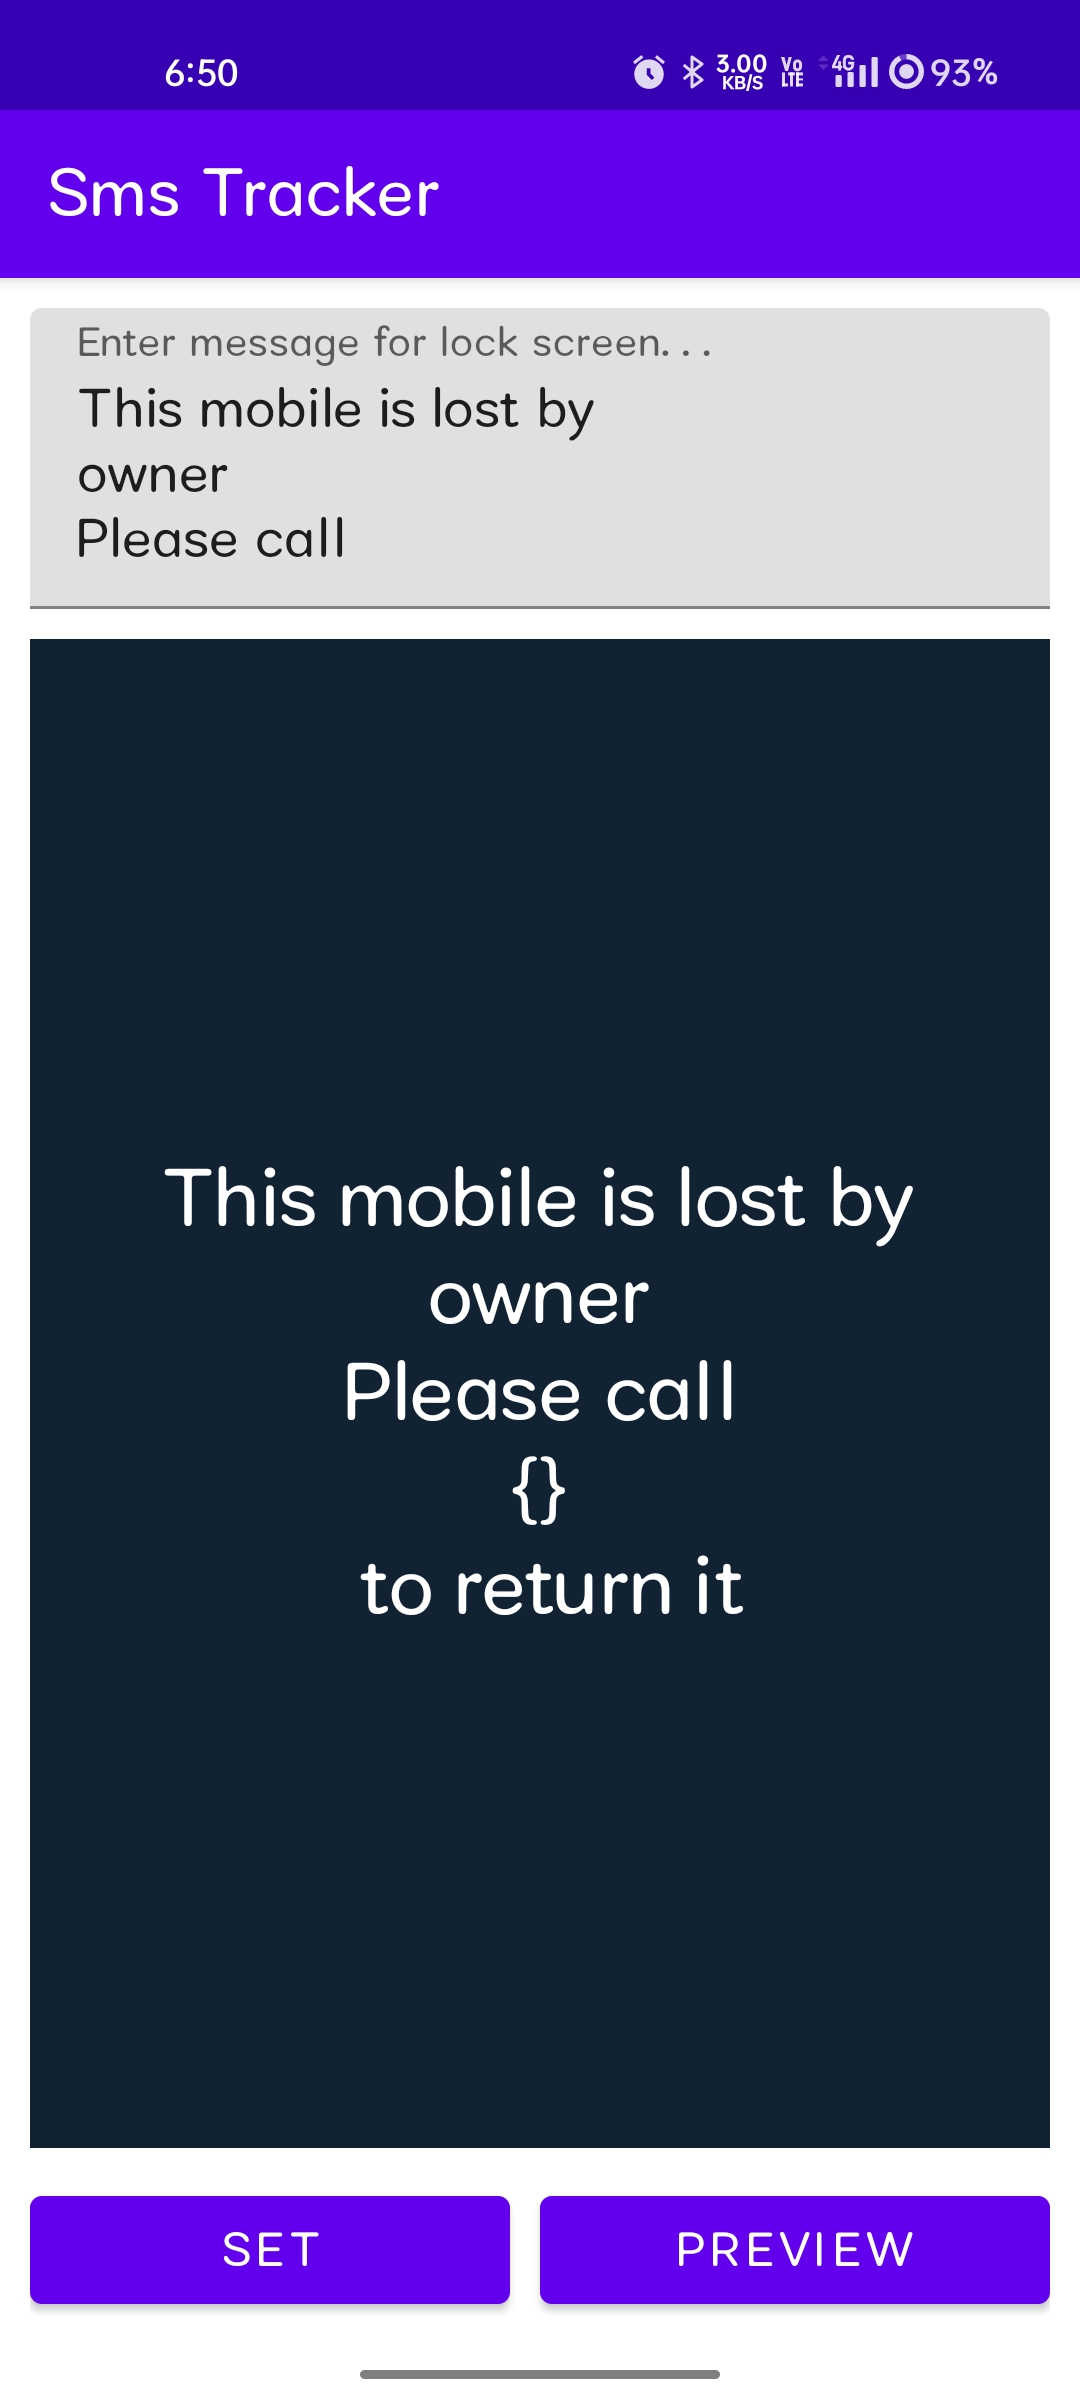 6:50
3.00 KB/S Vo LTE 4G 93%
Sms Tracker
Enter message for lock screen...
This mobile is lost by
owner
Please call
This mobile is lost by
owner
Please call
{}
to return it
SET PREVIEW